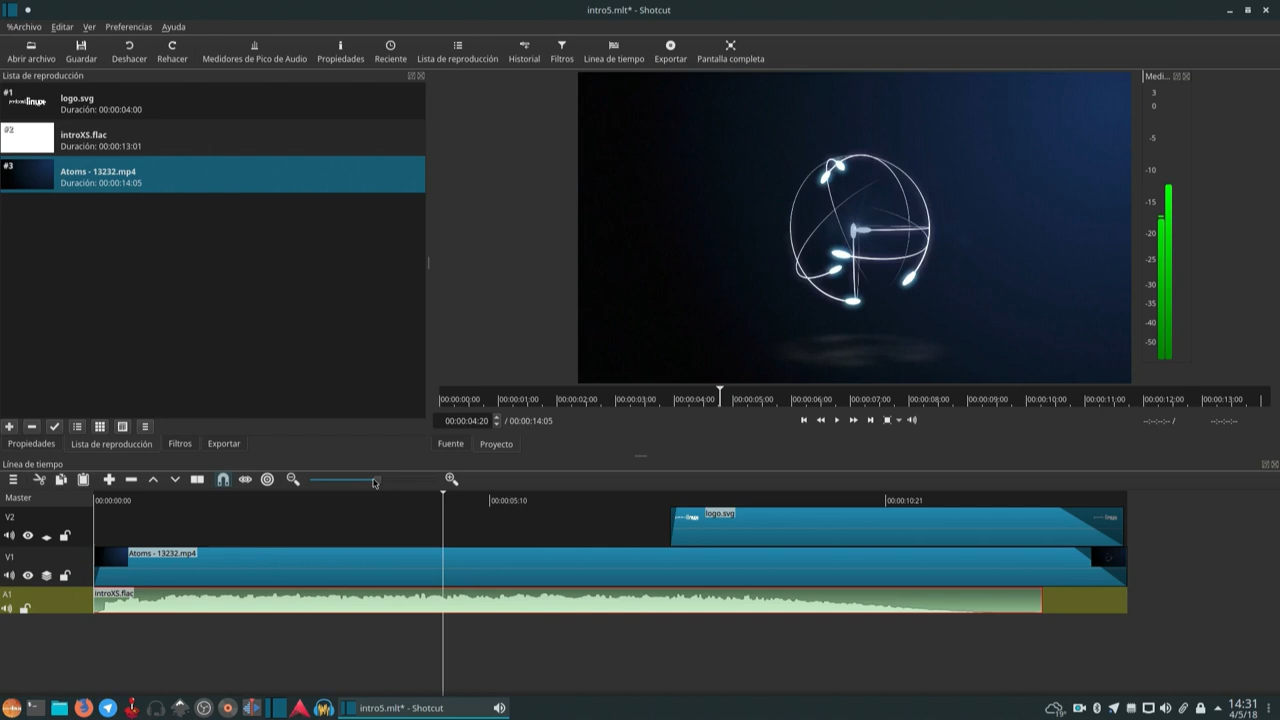 intro5.mlt* - Shotcut
%Archivo Editar Ver Preferencias Ayuda
Abrir archivo Guardar Deshacer Rehacer Medidores de Pico de Audio Propiedades Reciente Lista de reproducción Historial Filtros Línea de tiempo Exportar Pantalla completa
Lista de reproducción
Medi...
#1
logo.svg
Duración: 00:00:04:00
#2
introXS.flac
Duración: 00:00:13:01
#3
Atoms - 13232.mp4
Duración: 00:00:14:05
3
0
-5
-10
-15
-20
-25
-30
-35
-40
-50
00:00:00:00 00:00:01:00 00:00:02:00 00:00:03:00 00:00:04:00 00:00:05:00 00:00:06:00 00:00:07:00 00:00:08:00 00:00:09:00 00:00:10:00 00:00:11:00 00:00:12:00 00:00:13:00
00:00:04:20 / 00:00:14:05 --:--:--:-- / --:--:--:--
Propiedades Lista de reproducción Filtros Exportar
Fuente Proyecto
Línea de tiempo
Master
00:00:00:00 00:00:05:10 00:00:10:21
V2
logo.svg
V1
Atoms - 13232.mp4
A1
introXS.flac
intro5.mlt* - Shotcut
19°
14:31
4/5/18